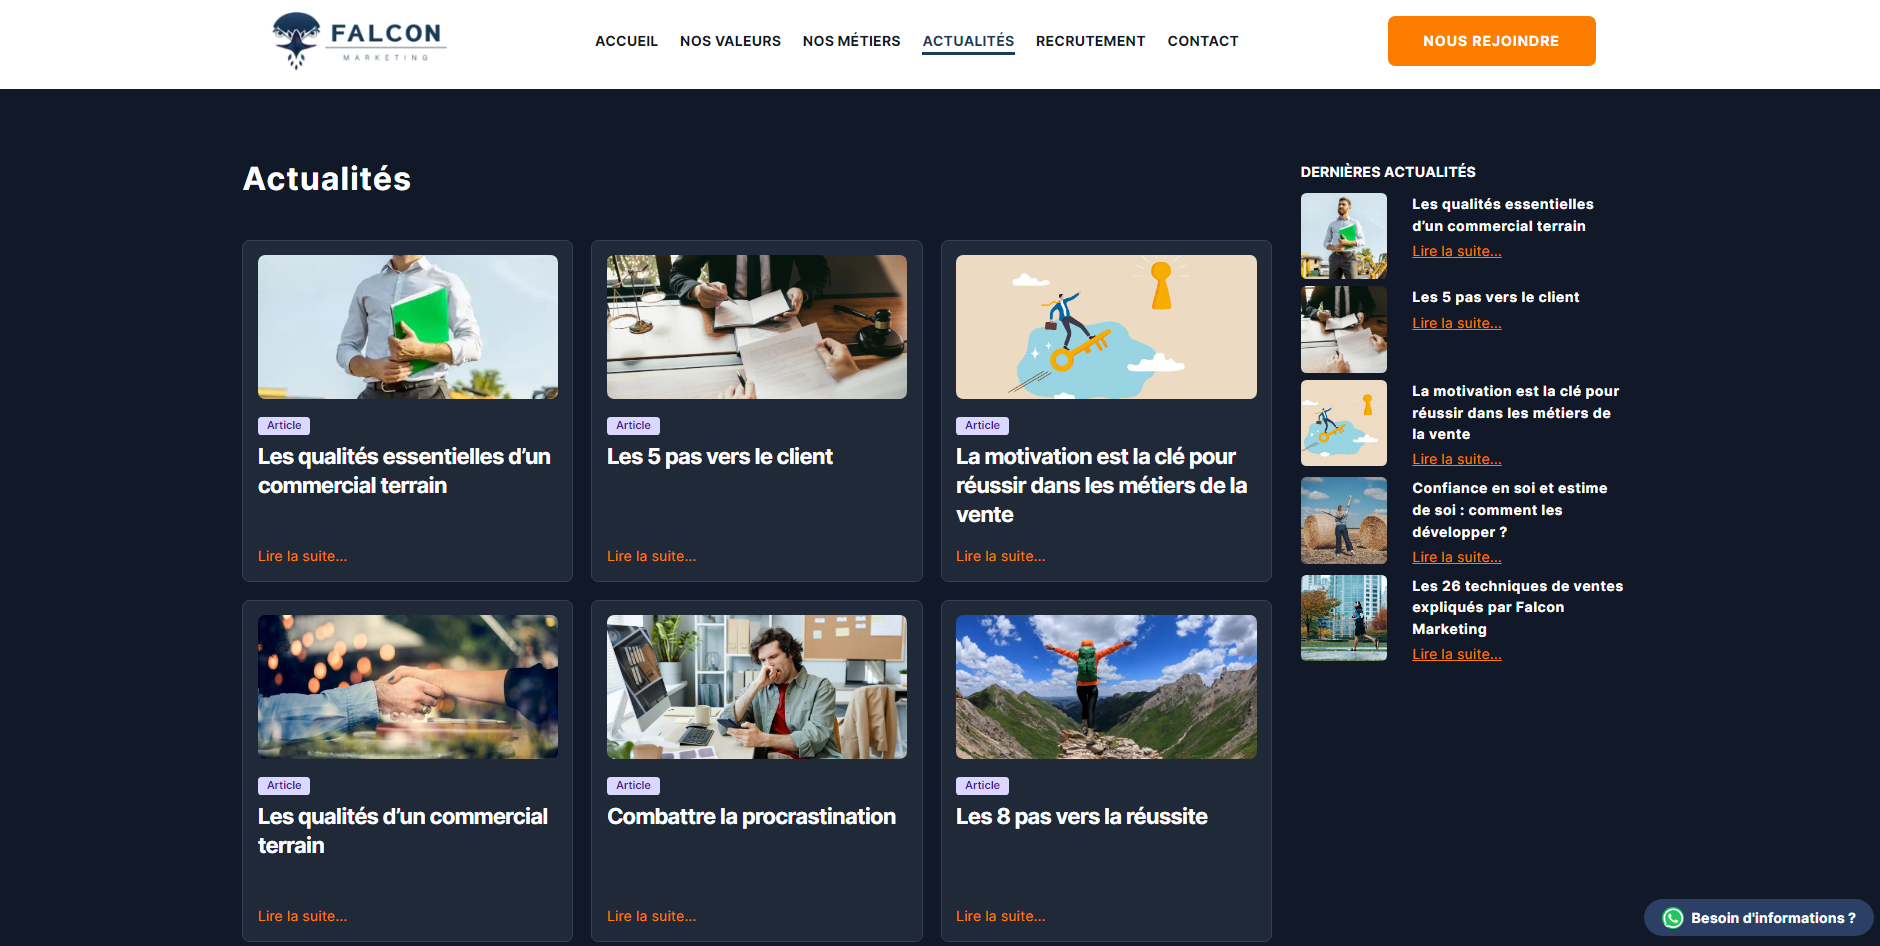 FALCON
MARKETING
ACCUEIL
NOS VALEURS
NOS MÉTIERS
ACTUALITÉS
RECRUTEMENT
CONTACT
NOUS REJOINDRE
Actualités
Article
Les qualités essentielles d’un
commercial terrain
Lire la suite...
Article
Les 5 pas vers le client
Lire la suite...
Article
La motivation est la clé pour
réussir dans les métiers de la
vente
Lire la suite...
Article
Les qualités d’un commercial
terrain
Lire la suite...
Article
Combattre la procrastination
Lire la suite...
Article
Les 8 pas vers la réussite
Lire la suite...
DERNIÈRES ACTUALITÉS
Les qualités essentielles
d’un commercial terrain
Lire la suite...
Les 5 pas vers le client
Lire la suite...
La motivation est la clé pour
réussir dans les métiers de
la vente
Lire la suite...
Confiance en soi et estime
de soi : comment les
développer ?
Lire la suite...
Les 26 techniques de ventes
expliqués par Falcon
Marketing
Lire la suite...
Besoin d'informations ?